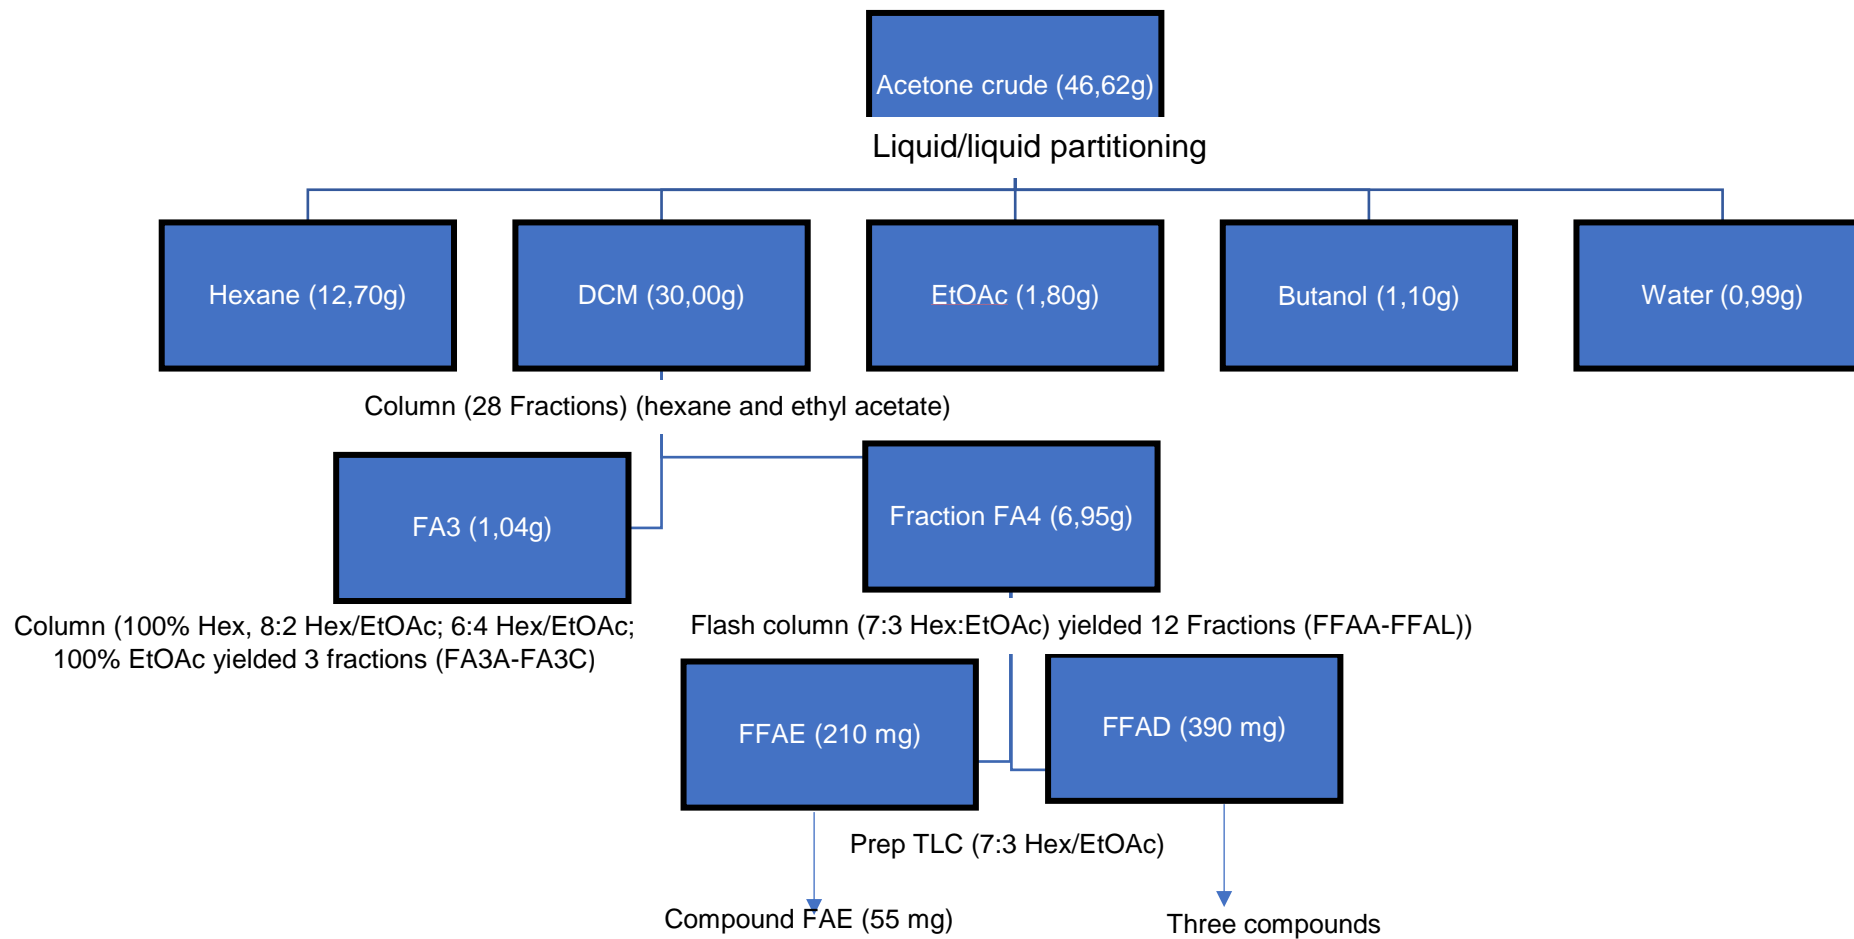 Acetone crude (46,62g)
Liquid/liquid partitioning
Hexane (12,70g)
DCM (30,00g)
EtOAc (1,80g)
Butanol (1,10g)
Water (0,99g)
Column (28 Fractions) (hexane and ethyl acetate)
FA3 (1,04g)
Fraction FA4 (6,95g)
Column (100% Hex, 8:2 Hex/EtOAc; 6:4 Hex/EtOAc;
100% EtOAc yielded 3 fractions (FA3A-FA3C)
Flash column (7:3 Hex:EtOAc) yielded 12 Fractions (FFAA-FFAL))
FFAE (210 mg)
FFAD (390 mg)
Prep TLC (7:3 Hex/EtOAc)
Compound FAE (55 mg)
Three compounds